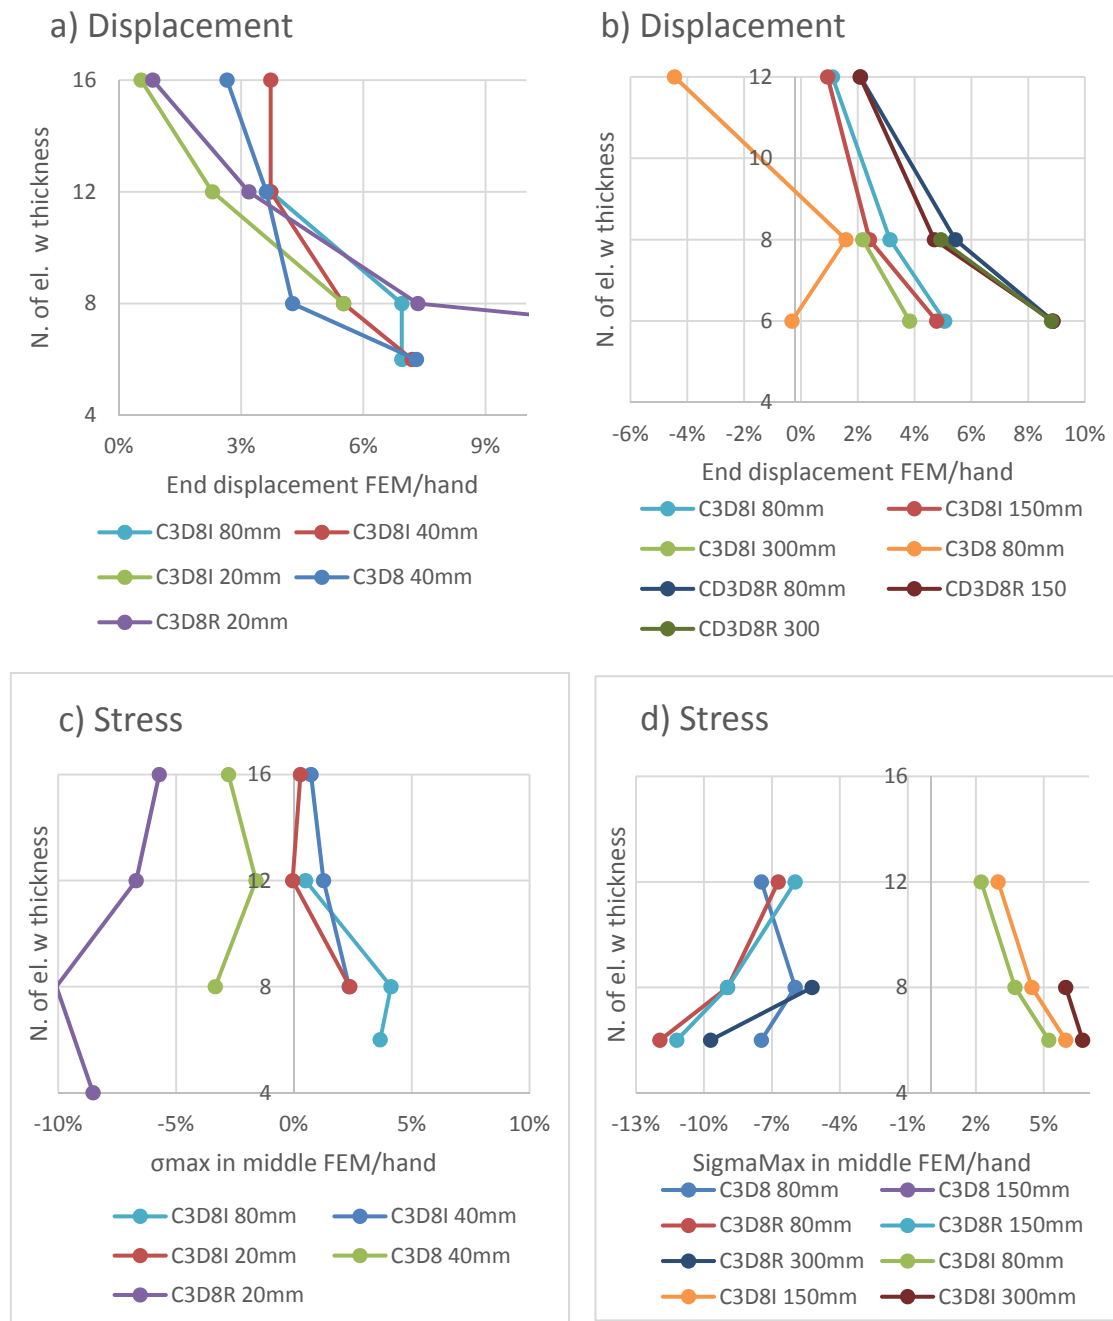 a) Displacement
16
12
8
4
N. of el. w thickness
0% 3% 6% 9%
End displacement FEM/hand
C3D8I 80mm C3D8I 40mm
C3D8I 20mm C3D8 40mm
C3D8R 20mm
b) Displacement
12
10
8
6
4
N. of el. w thickness
-6% -4% -2% 0% 2% 4% 6% 8% 10%
End displacement FEM/hand
C3D8I 80mm C3D8I 150mm
C3D8I 300mm C3D8 80mm
CD3D8R 80mm CD3D8R 150
CD3D8R 300
c) Stress
16
12
8
4
N. of el. w thickness
-10% -5% 0% 5% 10%
σmax in middle FEM/hand
C3D8I 80mm C3D8I 40mm
C3D8I 20mm C3D8 40mm
C3D8R 20mm
d) Stress
16
12
8
4
N. of el. w thickness
-13% -10% -7% -4% -1% 2% 5%
SigmaMax in middle FEM/hand
C3D8 80mm C3D8 150mm
C3D8R 80mm C3D8R 150mm
C3D8R 300mm C3D8I 80mm
C3D8I 150mm C3D8I 300mm